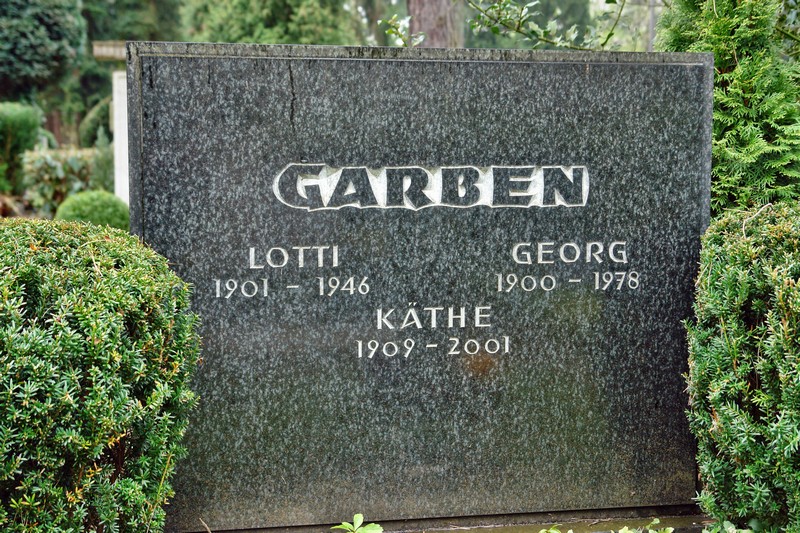 GARBEN
LOTTI GEORG
1901 – 1946 1900 – 1978
KÄTHE
1909 – 2001